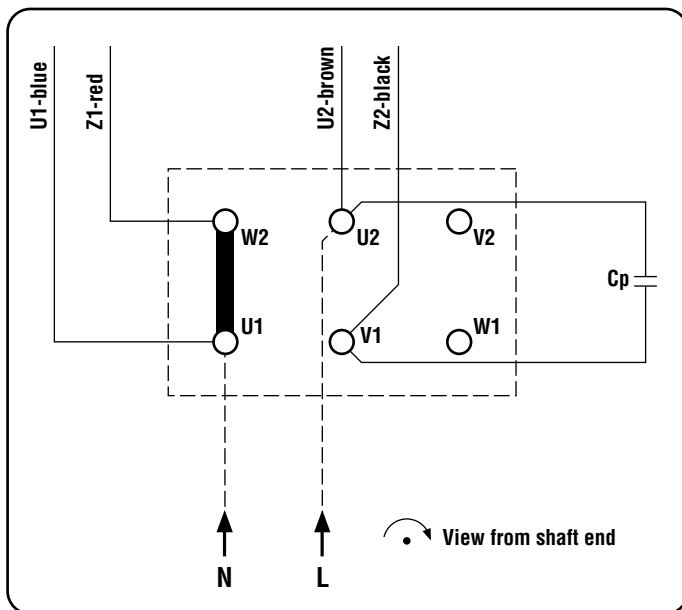 U1-blue
Z1-red
U2-brown
Z2-black
W2
U2
V2
Cp
U1
V1
W1
View from shaft end
N
L